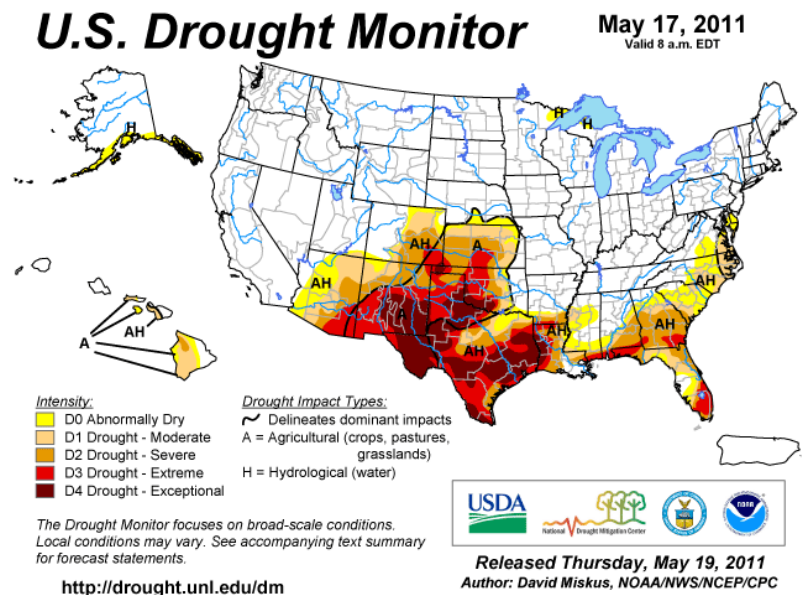 U.S. Drought Monitor
May 17, 2011
Valid 8 a.m. EDT
H
H
H
AH
A
AH
AH
A
AH
AH
AH
A
AH
Intensity:
D0 Abnormally Dry
D1 Drought - Moderate
D2 Drought - Severe
D3 Drought - Extreme
D4 Drought - Exceptional
Drought Impact Types:
Delineates dominant impacts
A = Agricultural (crops, pastures,
grasslands)
H = Hydrological (water)
The Drought Monitor focuses on broad-scale conditions.
Local conditions may vary. See accompanying text summary
for forecast statements.
http://drought.unl.edu/dm
USDA
National Drought Mitigation Center
NOAA
Released Thursday, May 19, 2011
Author: David Miskus, NOAA/NWS/NCEP/CPC